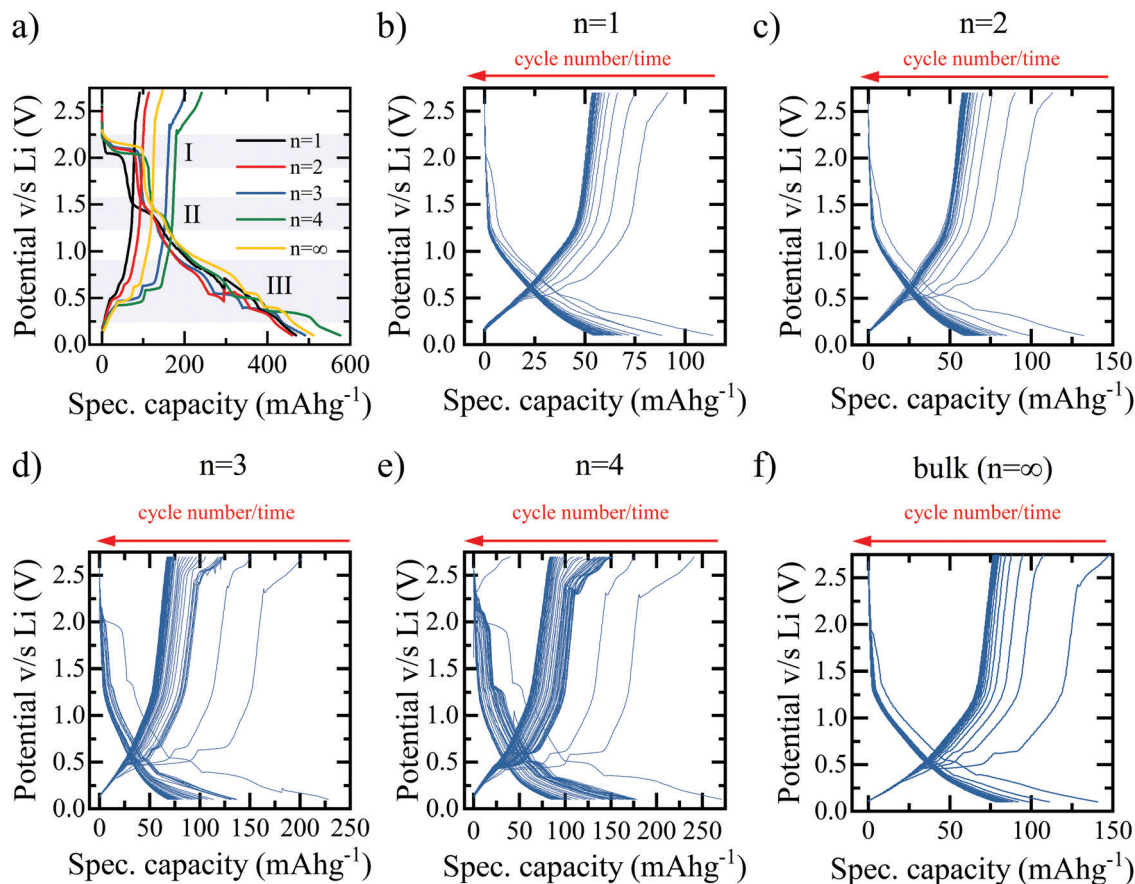 a)
b)
n=1
c)
n=2
cycle number/time
cycle number/time
Potential v/s Li (V)
2.5
2.0
1.5
1.0
0.5
0.0
I
II
III
n=1
n=2
n=3
n=4
n=∞
0 200 400 600
Spec. capacity (mAhg⁻¹)
Potential v/s Li (V)
2.5
2.0
1.5
1.0
0.5
0.0
0 25 50 75 100
Spec. capacity (mAhg⁻¹)
Potential v/s Li (V)
2.5
2.0
1.5
1.0
0.5
0.0
0 50 100 150
Spec. capacity (mAhg⁻¹)
d)
n=3
e)
n=4
f)
bulk (n=∞)
cycle number/time
cycle number/time
cycle number/time
Potential v/s Li (V)
2.5
2.0
1.5
1.0
0.5
0.0
0 50 100 150 200 250
Spec. capacity (mAhg⁻¹)
Potential v/s Li (V)
2.5
2.0
1.5
1.0
0.5
0.0
0 50 100 150 200 250
Spec. capacity (mAhg⁻¹)
Potential v/s Li (V)
2.5
2.0
1.5
1.0
0.5
0.0
0 50 100 150
Spec. capacity (mAhg⁻¹)